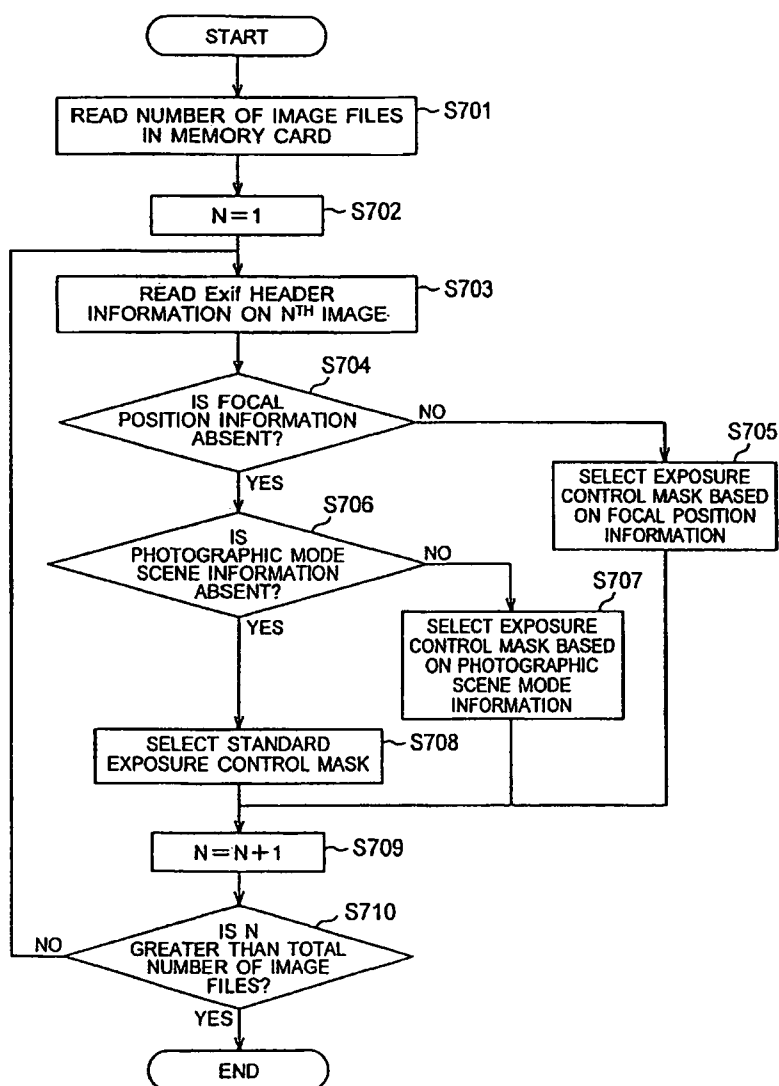 START
READ NUMBER OF IMAGE FILES
IN MEMORY CARD
S701
N=1
S702
READ Exif HEADER
INFORMATION ON NTH IMAGE
S703
S704
IS FOCAL
POSITION INFORMATION
ABSENT?
NO
YES
S705
SELECT EXPOSURE
CONTROL MASK BASED
ON FOCAL POSITION
INFORMATION
S706
IS
PHOTOGRAPHIC MODE
SCENE INFORMATION
ABSENT?
NO
YES
S707
SELECT EXPOSURE
CONTROL MASK BASED
ON PHOTOGRAPHIC
SCENE MODE
INFORMATION
SELECT STANDARD
EXPOSURE CONTROL MASK
S708
N=N+1
S709
S710
IS N
GREATER THAN TOTAL
NUMBER OF IMAGE
FILES?
NO
YES
END